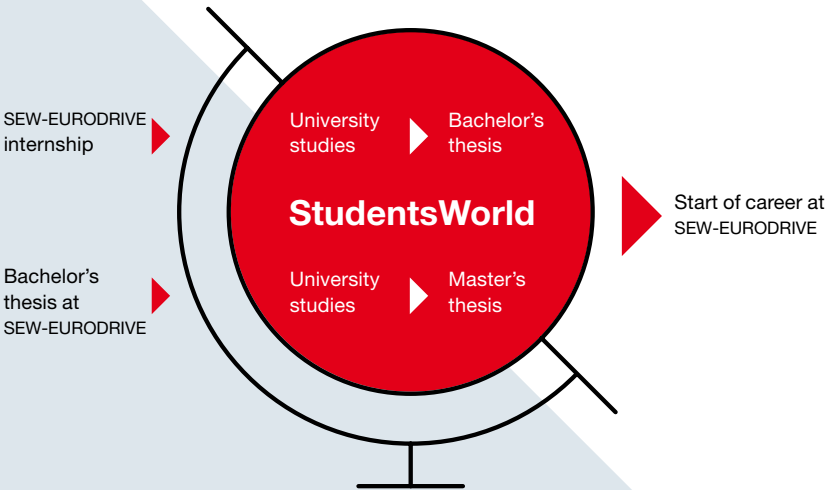 SEW-EURODRIVE
internship
University
studies
Bachelor's
thesis
StudentsWorld
Start of career at
SEW-EURODRIVE
Bachelor's
thesis at
SEW-EURODRIVE
University
studies
Master's
thesis